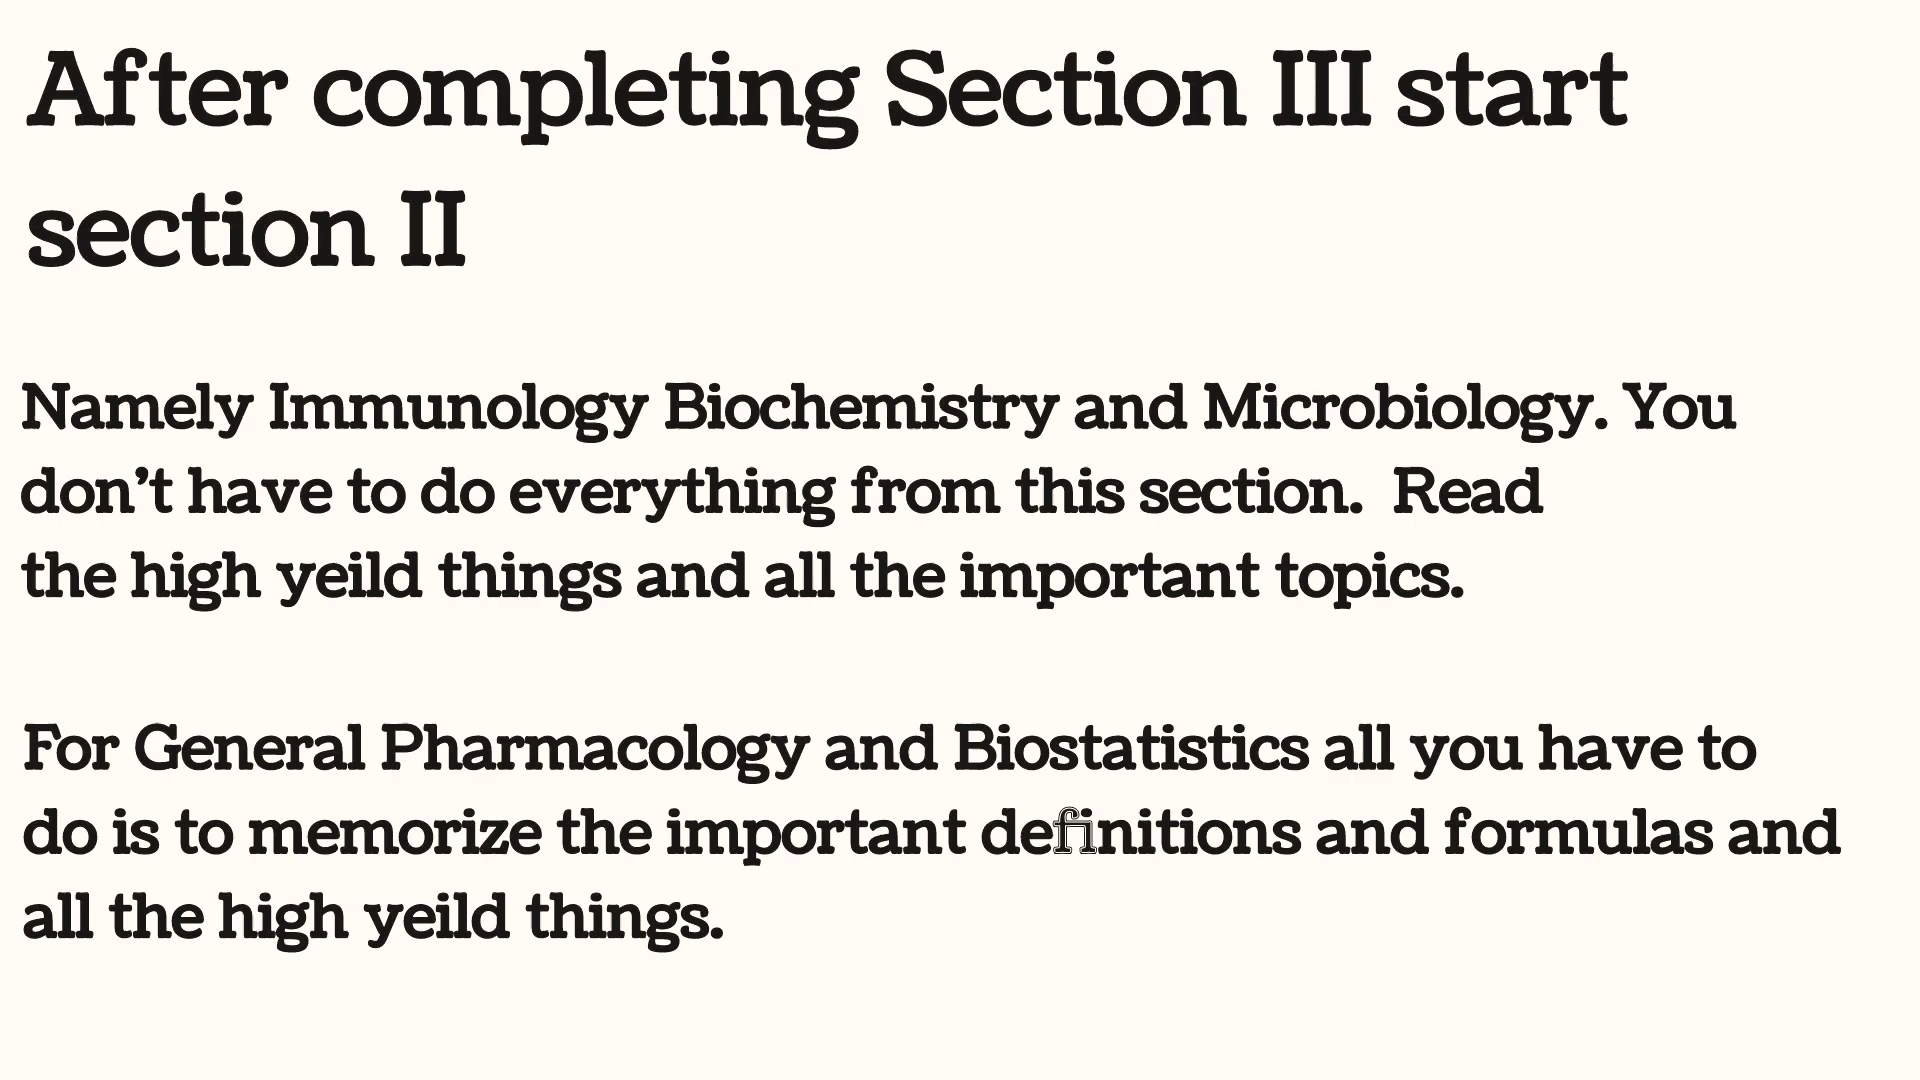 After completing Section III start
section II
Namely Immunology Biochemistry and Microbiology. You
don't have to do everything from this section.  Read
the high yeild things and all the important topics.
For General Pharmacology and Biostatistics all you have to
do is to memorize the important definitions and formulas and
all the high yeild things.